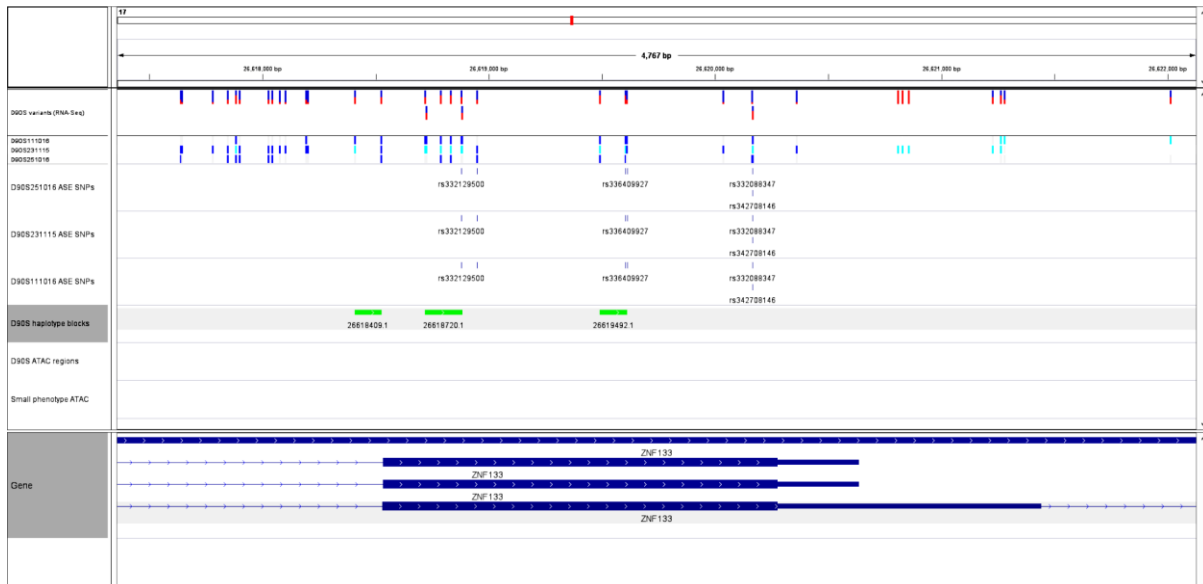 17
4,767 bp
26,618,000 bp 26,619,000 bp 26,620,000 bp 26,621,000 bp 26,622,000 bp
D90S variants (RNA-Seq)
D90S111016
D90S231115
D90S251016
D90S251016 ASE SNPs
rs332129500 rs336409927 rs332088347
rs342708146
D90S231115 ASE SNPs
rs332129500 rs336409927 rs332088347
rs342708146
D90S111016 ASE SNPs
rs332129500 rs336409927 rs332088347
rs342708146
D90S haplotype blocks
26618409.1 26618720.1 26619492.1
D90S ATAC regions
Small phenotype ATAC
Gene
ZNF133
ZNF133
ZNF133
ZNF133